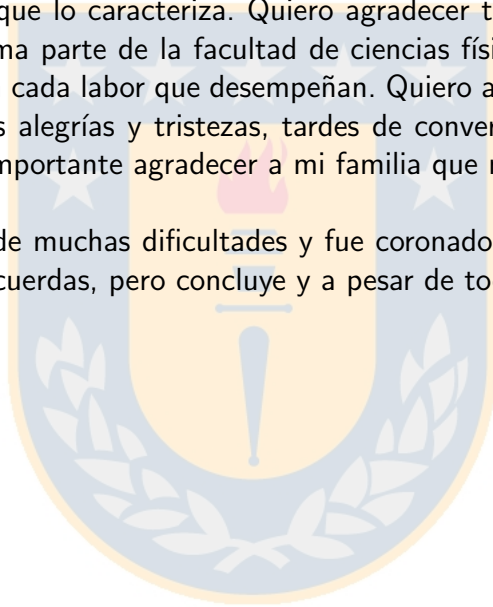 que lo caracteriza. Quiero agradecer t
ma parte de la facultad de ciencias físi
cada labor que desempeñan. Quiero a
s alegrías y tristezas, tardes de conver
mportante agradecer a mi familia que
de muchas dificultades y fue coronado
cuerdas, pero concluye y a pesar de to